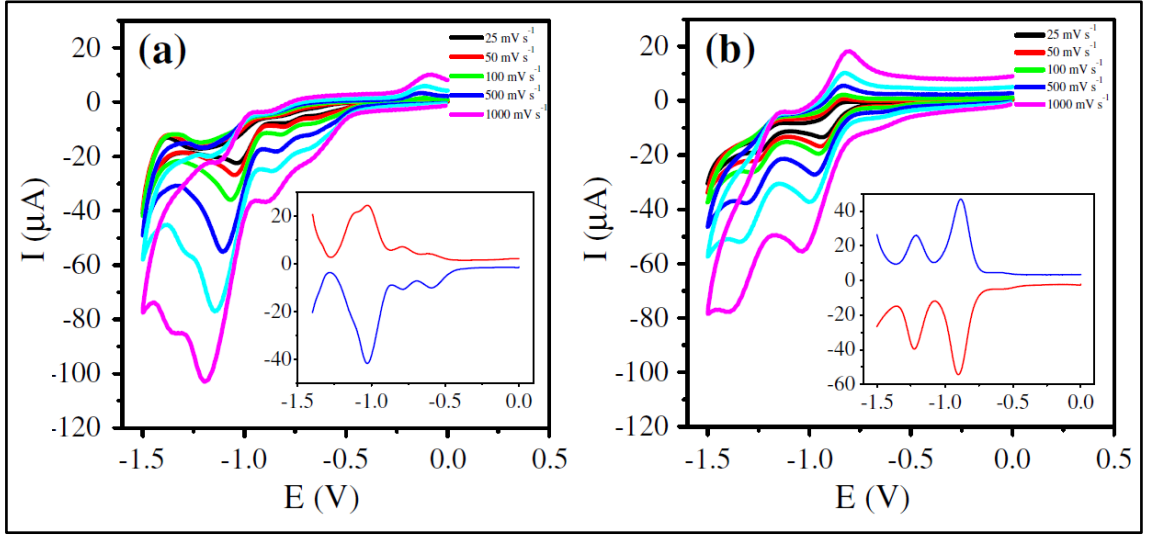 (a)
25 mV s⁻¹
50 mV s⁻¹
100 mV s⁻¹
500 mV s⁻¹
1000 mV s⁻¹
20
0
-20
-40
-60
-80
-100
-120
I (μA)
-1.5 -1.0 -0.5 0.0 0.5
E (V)
20
0
-20
-40
-1.5 -1.0 -0.5 0.0
(b)
25 mV s⁻¹
50 mV s⁻¹
100 mV s⁻¹
500 mV s⁻¹
1000 mV s⁻¹
20
0
-20
-40
-60
-80
-100
-120
I (μA)
-1.5 -1.0 -0.5 0.0 0.5
E (V)
40
20
0
-20
-40
-60
-1.5 -1.0 -0.5 0.0